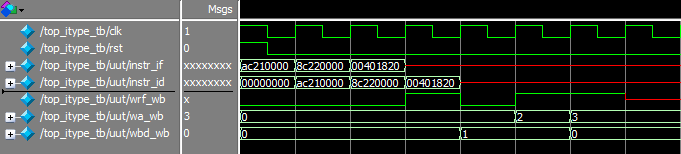 Msgs
/top_itype_tb/clk 1
/top_itype_tb/rst 0
/top_itype_tb/uut/instr_if xxxxxxxx ac210000 8c220000 00401820
/top_itype_tb/uut/instr_id xxxxxxxx 00000000 ac210000 8c220000 00401820
/top_itype_tb/uut/wrf_wb x
/top_itype_tb/uut/wa_wb 3 0 2 3
/top_itype_tb/uut/wbd_wb 0 0 1 0